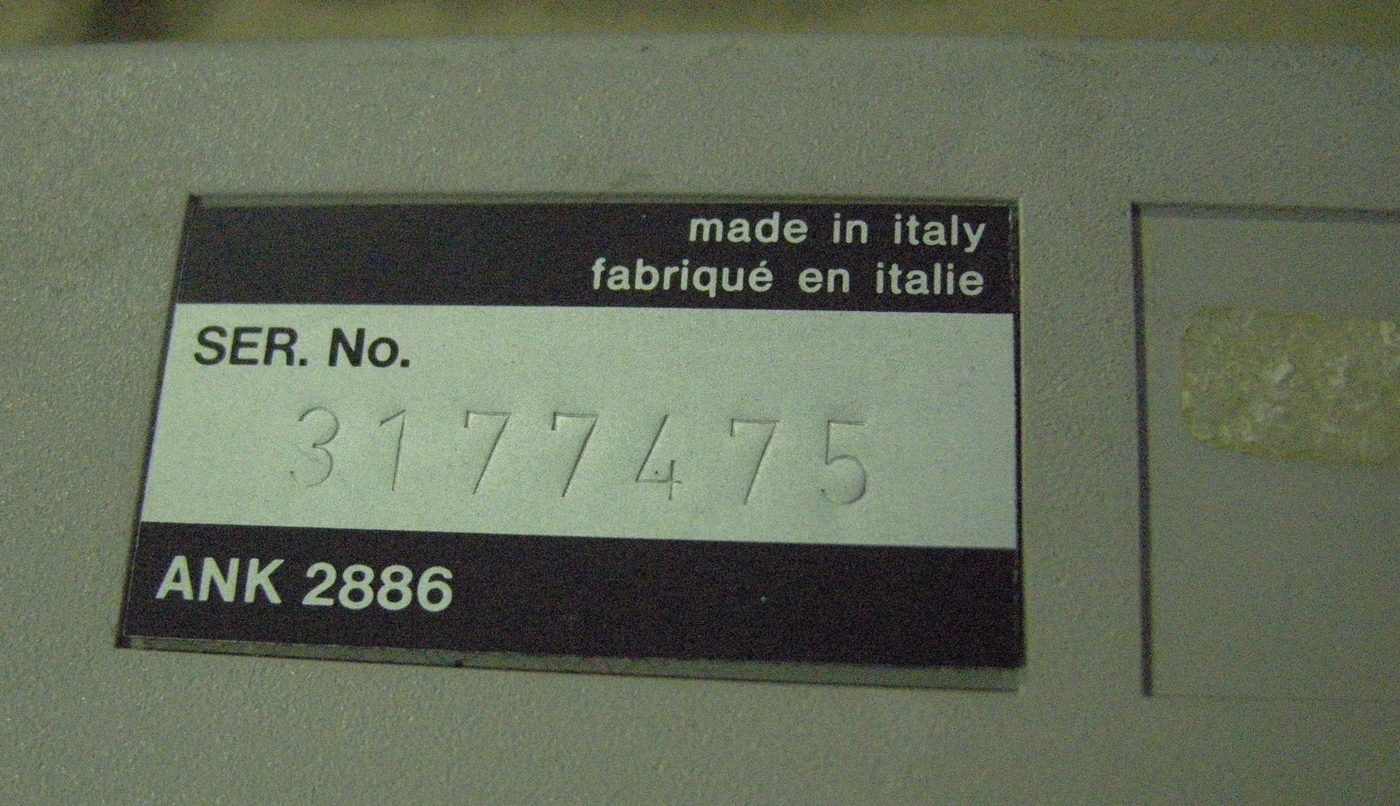 made in italy
fabriqué en italie
SER. No.
3177475
ANK 2886